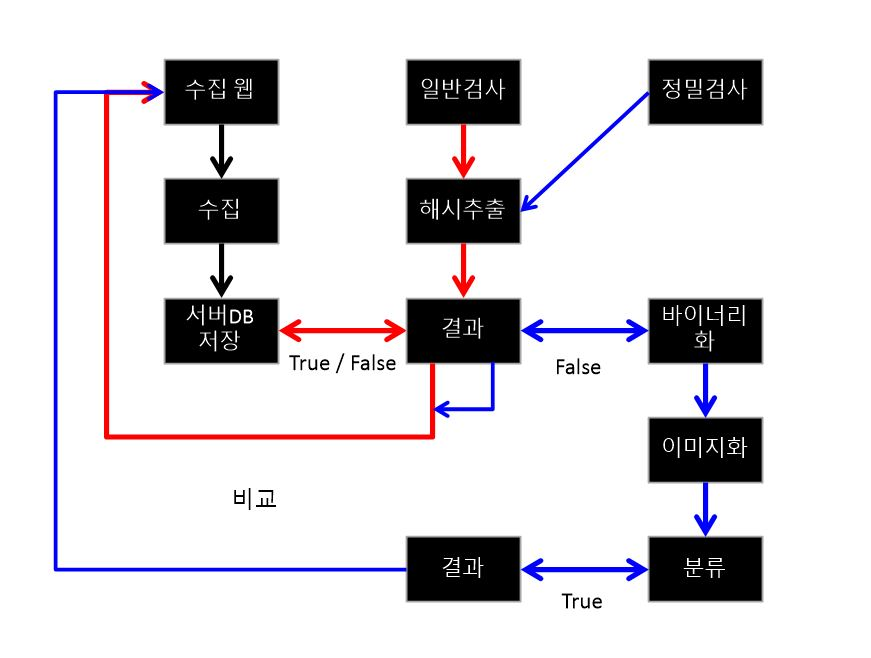 수집 웹
일반검사
정밀검사
수집
해시추출
서버DB
저장
결과
바이너리
화
True / False
False
이미지화
비교
결과
분류
True